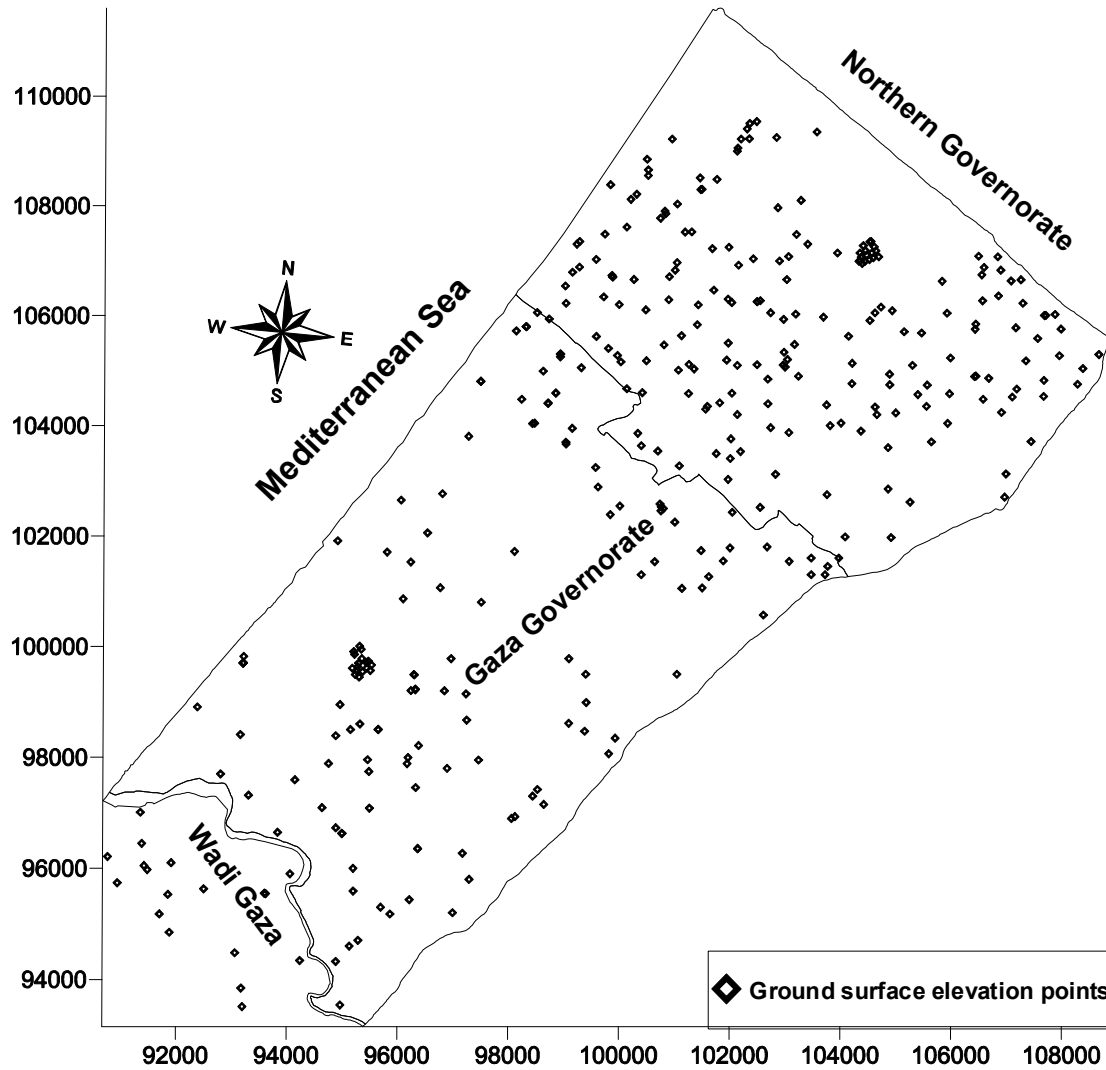 Northern Governorate
110000
108000
106000
104000
102000
100000
98000
96000
94000
N
W
E
S
Mediterranean Sea
Gaza Governorate
Wadi Gaza
Ground surface elevation points
92000
94000
96000
98000
100000
102000
104000
106000
108000